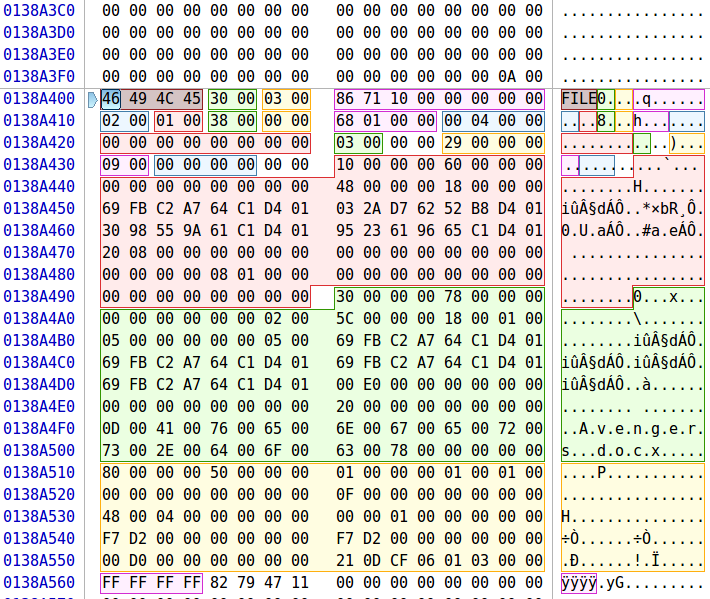 0138A3C0 00 00 00 00 00 00 00 00 00 00 00 00 00 00 00 00 ................
0138A3D0 00 00 00 00 00 00 00 00 00 00 00 00 00 00 00 00 ................
0138A3E0 00 00 00 00 00 00 00 00 00 00 00 00 00 00 00 00 ................
0138A3F0 00 00 00 00 00 00 00 00 00 00 00 00 00 00 0A 00 ................
0138A400 46 49 4C 45 30 00 03 00 86 71 10 00 00 00 00 00 FILE0....q......
0138A410 02 00 01 00 38 00 00 00 68 01 00 00 00 04 00 00 ....8...h.......
0138A420 00 00 00 00 00 00 00 00 03 00 00 00 29 00 00 00 ............)...
0138A430 09 00 00 00 00 00 00 00 10 00 00 00 60 00 00 00 ............`...
0138A440 00 00 00 00 00 00 00 00 48 00 00 00 18 00 00 00 ........H.......
0138A450 69 FB C2 A7 64 C1 D4 01 03 2A D7 62 52 B8 D4 01 iûÂ§dÁÔ..*×bR¸Ô.
0138A460 30 98 55 9A 61 C1 D4 01 95 23 61 96 65 C1 D4 01 0.U.aÁÔ..#a.eÁÔ.
0138A470 20 08 00 00 00 00 00 00 00 00 00 00 00 00 00 00 ...............
0138A480 00 00 00 00 08 01 00 00 00 00 00 00 00 00 00 00 ................
0138A490 00 00 00 00 00 00 00 00 30 00 00 00 78 00 00 00 ........0...x...
0138A4A0 00 00 00 00 00 00 02 00 5C 00 00 00 18 00 01 00 ........\.......
0138A4B0 05 00 00 00 00 00 05 00 69 FB C2 A7 64 C1 D4 01 ........iûÂ§dÁÔ.
0138A4C0 69 FB C2 A7 64 C1 D4 01 69 FB C2 A7 64 C1 D4 01 iûÂ§dÁÔ.iûÂ§dÁÔ.
0138A4D0 69 FB C2 A7 64 C1 D4 01 00 E0 00 00 00 00 00 00 iûÂ§dÁÔ..à......
0138A4E0 00 00 00 00 00 00 00 00 20 00 00 00 00 00 00 00 ........ .......
0138A4F0 0D 00 41 00 76 00 65 00 6E 00 67 00 65 00 72 00 ..A.v.e.n.g.e.r.
0138A500 73 00 2E 00 64 00 6F 00 63 00 78 00 00 00 00 00 s...d.o.c.x.....
0138A510 80 00 00 00 50 00 00 00 01 00 00 00 00 01 00 01 00 ....P...........
0138A520 00 00 00 00 00 00 00 00 0F 00 00 00 00 00 00 00 ................
0138A530 48 00 04 00 00 00 00 00 00 00 01 00 00 00 00 00 H...............
0138A540 F7 D2 00 00 00 00 00 00 F7 D2 00 00 00 00 00 00 ÷Ò......÷Ò......
0138A550 00 D0 00 00 00 00 00 00 21 0D CF 06 01 03 00 00 .Ð......!.Ï.....
0138A560 FF FF FF FF 82 79 47 11 00 00 00 00 00 00 00 00 ÿÿÿÿ.yG.........